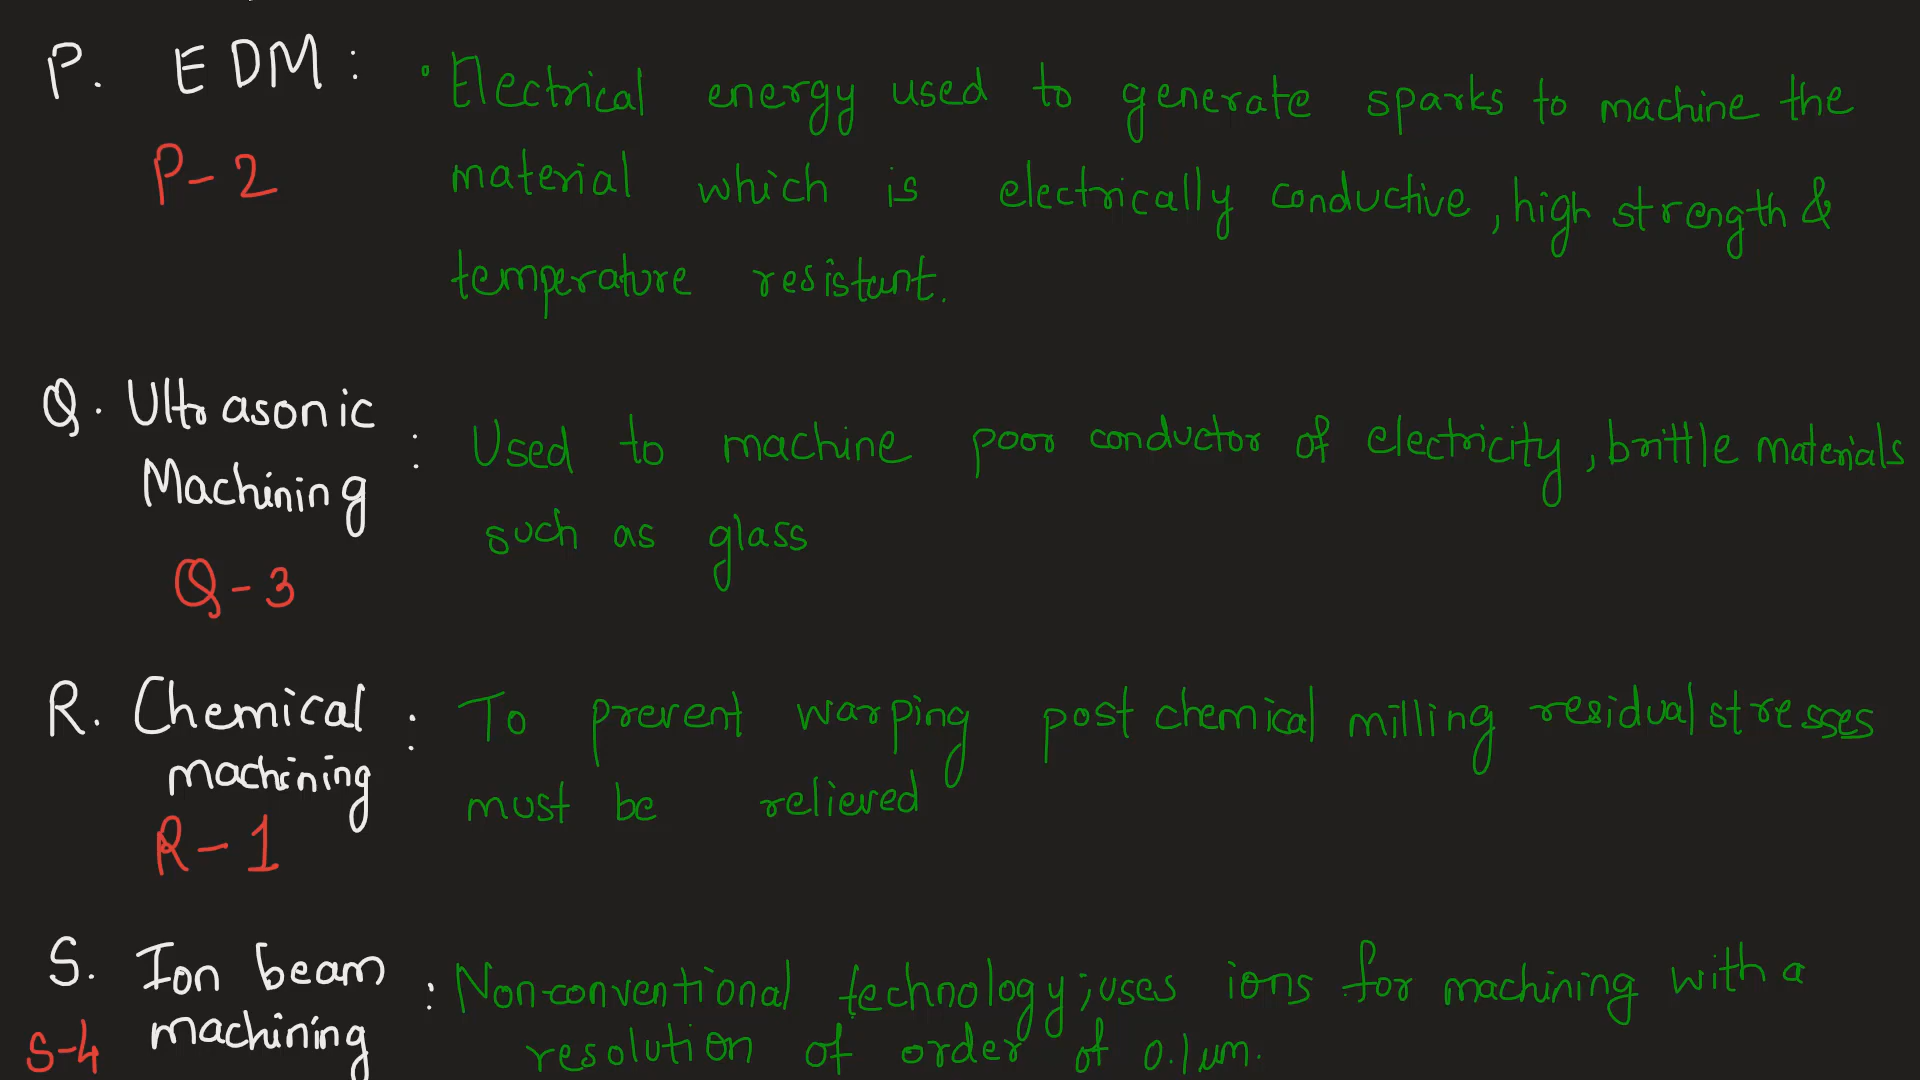 P. EDM : • Electrical energy used to generate sparks to machine the
P-2 material which is electrically conductive, high strength &
temperature resistant.
Q. Ultrasonic
Machining : Used to machine poor conductor of electricity, brittle materials
such as glass
Q-3
R. Chemical
machining : To prevent warping post chemical milling residual stresses
must be relieved
R-1
S. Ion beam
machining : Non-conventional technology; uses ions for machining with a
S-4 resolution of order of 0.1 um.